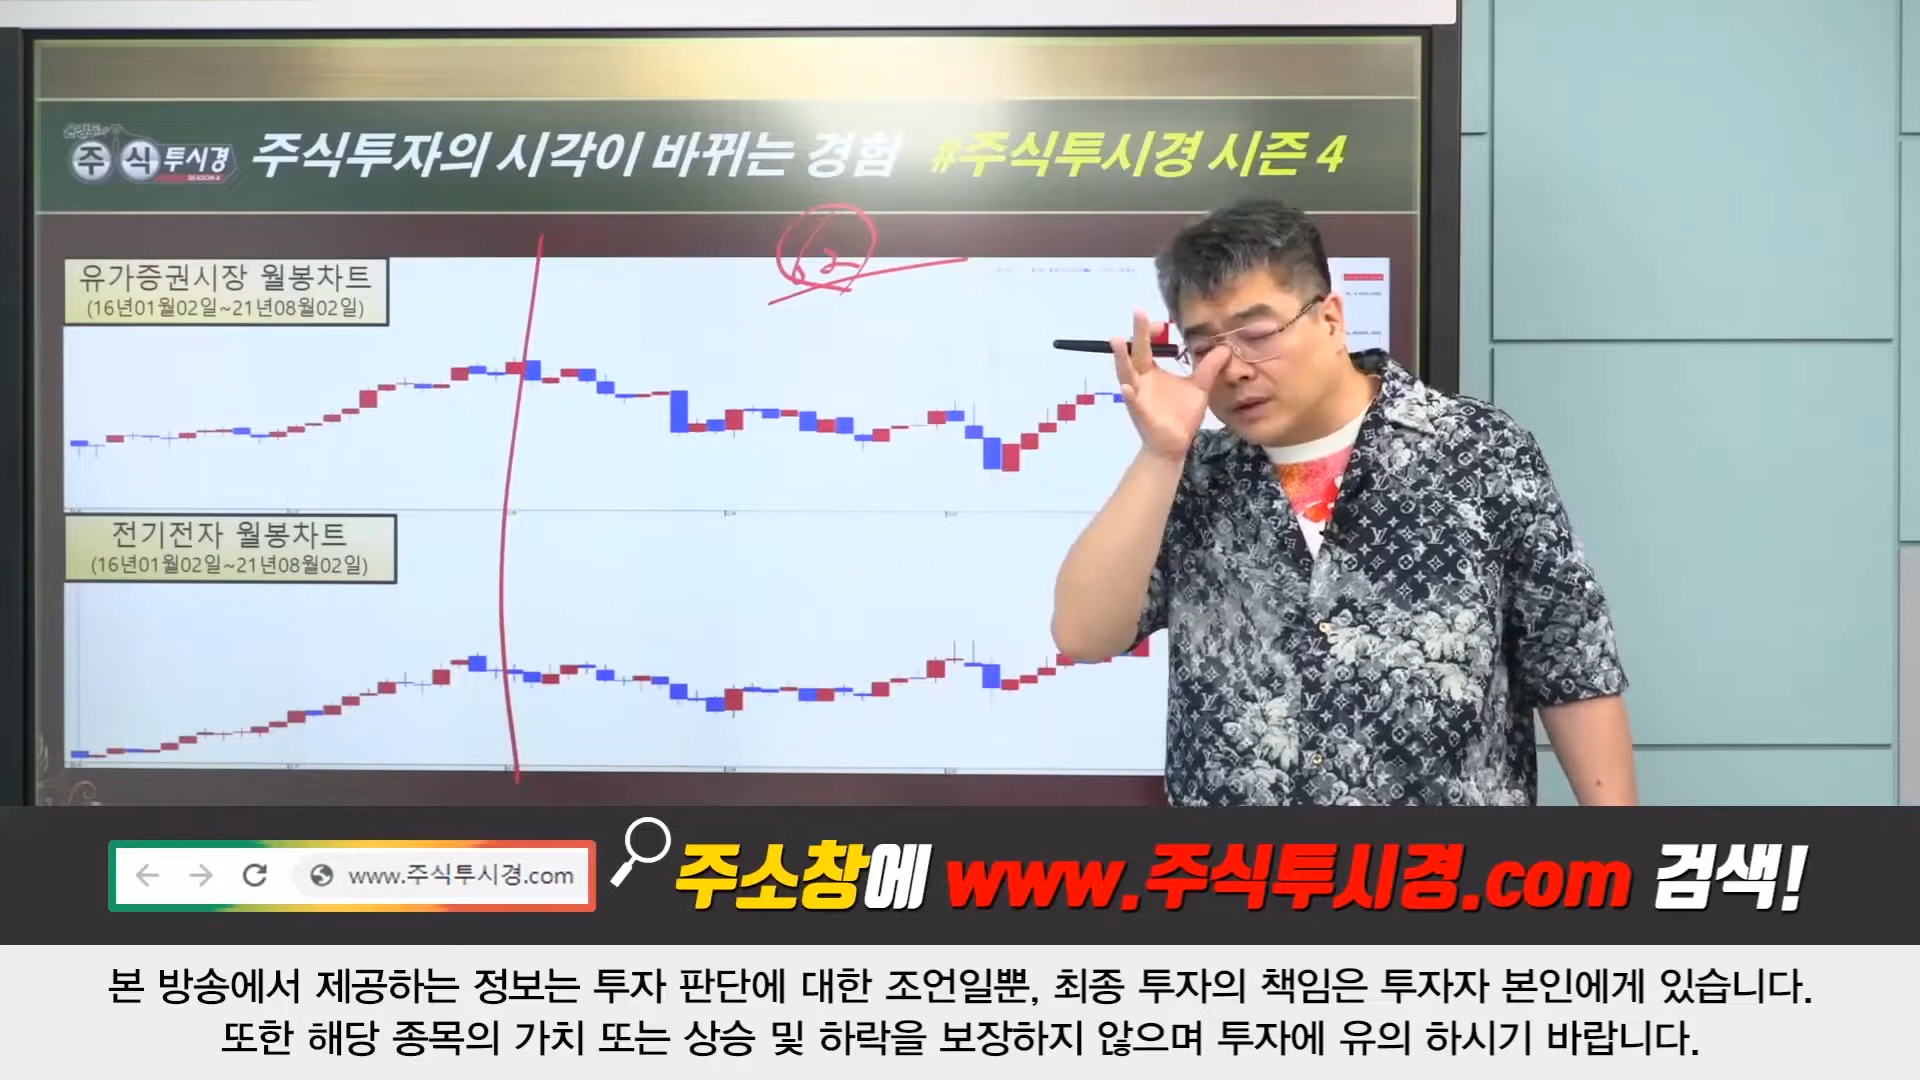 주식투시경
SEASON 4
주식투자의 시각이 바뀌는 경험 #주식투시경 시즌 4
62
유가증권시장 월봉차트
(16년01월02일~21년08월02일)
전기전자 월봉차트
(16년01월02일~21년08월02일)
www.주식투시경.com
주소창에 www.주식투시경.com 검색!
본 방송에서 제공하는 정보는 투자 판단에 대한 조언일뿐, 최종 투자의 책임은 투자자 본인에게 있습니다.
또한 해당 종목의 가치 또는 상승 및 하락을 보장하지 않으며 투자에 유의 하시기 바랍니다.